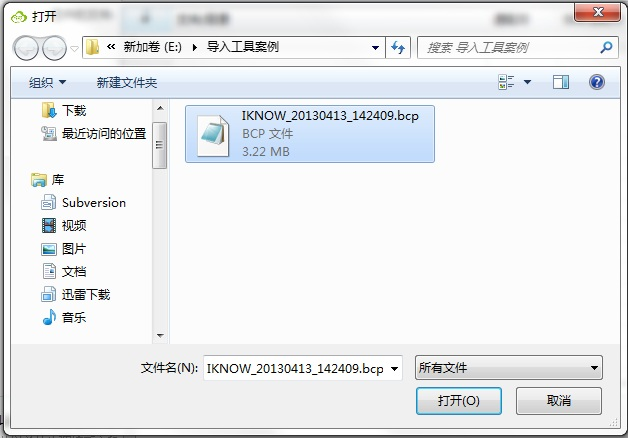 打开
« 新加卷 (E:) ▸ 导入工具案例
搜索 导入工具案例
组织 新建文件夹
下载
最近访问的位置
库
Subversion
视频
图片
文档
迅雷下载
音乐
IKNOW_20130413_142409.bcp
BCP 文件
3.22 MB
文件名(N): IKNOW_20130413_142409.bcp 所有文件
打开(O) 取消